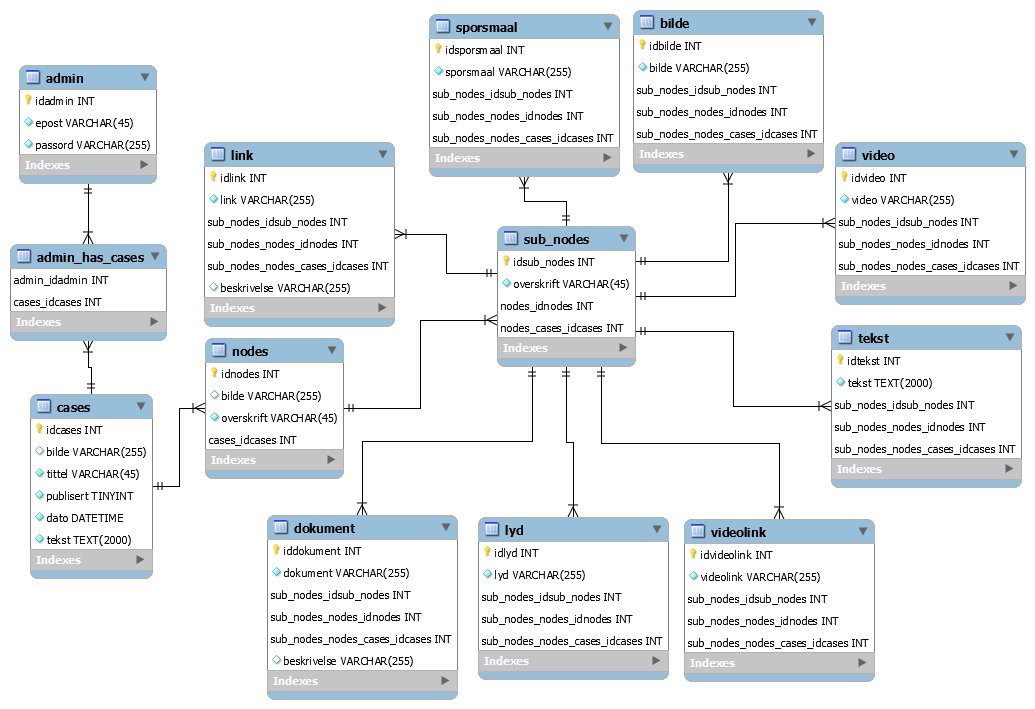 admin
idadmin INT
epost VARCHAR(45)
passord VARCHAR(255)
Indexes
admin_has_cases
admin_idadmin INT
cases_idcases INT
Indexes
cases
idcases INT
bilde VARCHAR(255)
tittel VARCHAR(45)
publisert TINYINT
dato DATETIME
tekst TEXT(2000)
Indexes
link
idlink INT
link VARCHAR(255)
sub_nodes_idsub_nodes INT
sub_nodes_nodes_idnodes INT
sub_nodes_nodes_cases_idcases INT
beskrivelse VARCHAR(255)
Indexes
nodes
idnodes INT
bilde VARCHAR(255)
overskrift VARCHAR(45)
cases_idcases INT
Indexes
sporsmaal
idsporsmaal INT
sporsmaal VARCHAR(255)
sub_nodes_idsub_nodes INT
sub_nodes_nodes_idnodes INT
sub_nodes_nodes_cases_idcases INT
Indexes
bilde
idbilde INT
bilde VARCHAR(255)
sub_nodes_idsub_nodes INT
sub_nodes_nodes_idnodes INT
sub_nodes_nodes_cases_idcases INT
Indexes
sub_nodes
idsub_nodes INT
overskrift VARCHAR(45)
nodes_idnodes INT
nodes_cases_idcases INT
Indexes
video
idvideo INT
video VARCHAR(255)
sub_nodes_idsub_nodes INT
sub_nodes_nodes_idnodes INT
sub_nodes_nodes_cases_idcases INT
Indexes
tekst
idtekst INT
tekst TEXT(2000)
sub_nodes_idsub_nodes INT
sub_nodes_nodes_idnodes INT
sub_nodes_nodes_cases_idcases INT
Indexes
dokument
iddokument INT
dokument VARCHAR(255)
sub_nodes_idsub_nodes INT
sub_nodes_nodes_idnodes INT
sub_nodes_nodes_cases_idcases INT
beskrivelse VARCHAR(255)
Indexes
lyd
idlyd INT
lyd VARCHAR(255)
sub_nodes_idsub_nodes INT
sub_nodes_nodes_idnodes INT
sub_nodes_nodes_cases_idcases INT
Indexes
videolink
idvideolink INT
videolink VARCHAR(255)
sub_nodes_idsub_nodes INT
sub_nodes_nodes_idnodes INT
sub_nodes_nodes_cases_idcases INT
Indexes